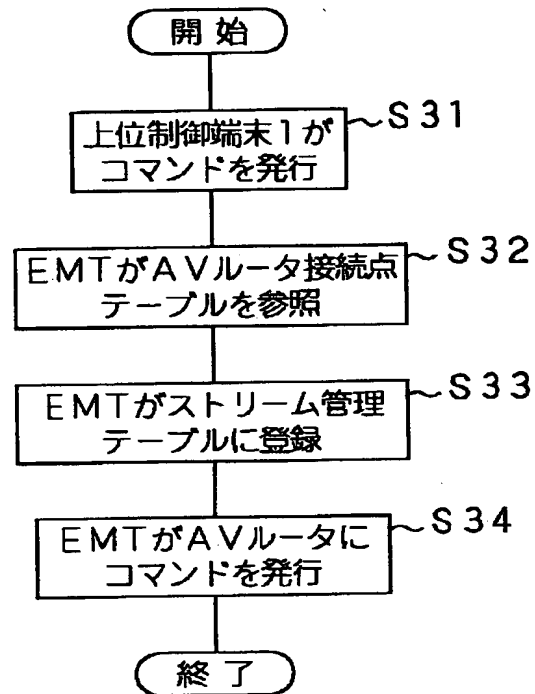 開始
S31
上位制御端末1が
コマンドを発行
S32
EMTがAVルータ接続点
テーブルを参照
S33
EMTがストリーム管理
テーブルに登録
S34
EMTがAVルータに
コマンドを発行
終了